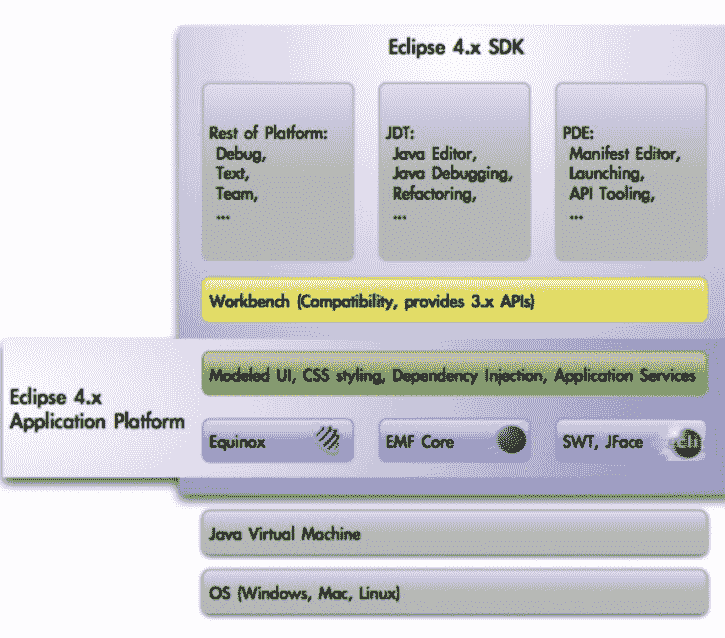 Eclipse 4.x SDK
Rest of Platform:
Debug,
Text,
Team,
...
JDT:
Java Editor,
Java Debugging,
Refactoring,
...
PDE:
Manifest Editor,
Launching,
API Tooling,
...
Workbench (Compatibility, provides 3.x APIs)
Eclipse 4.x
Application Platform
Modeled UI, CSS styling, Dependency Injection, Application Services
Equinox
EMF Core
SWT, JFace
Java Virtual Machine
OS (Windows, Mac, Linux)